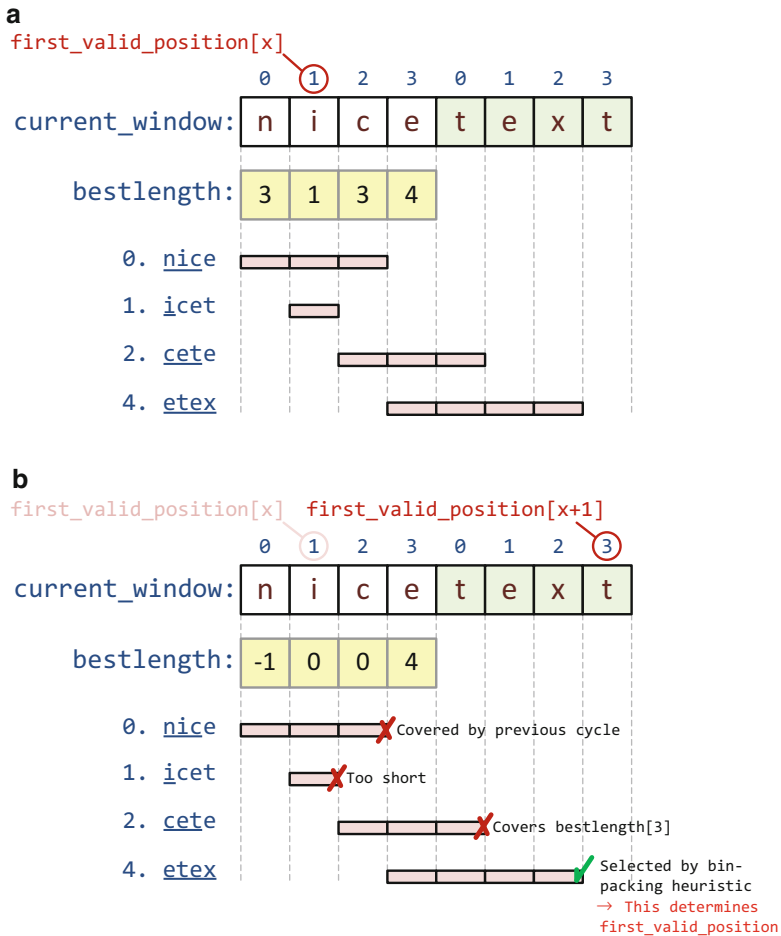 a
first_valid_position[x]
0 1 2 3 0 1 2 3
current_window: n i c e t e x t
bestlength: 3 1 3 4
0. nice
1. icet
2. cete
4. etex
b
first_valid_position[x] first_valid_position[x+1]
0 1 2 3 0 1 2 3
current_window: n i c e t e x t
bestlength: -1 0 0 4
0. nice Covered by previous cycle
1. icet Too short
2. cete Covers bestlength[3]
4. etex Selected by bin-
packing heuristic
→ This determines
first_valid_position